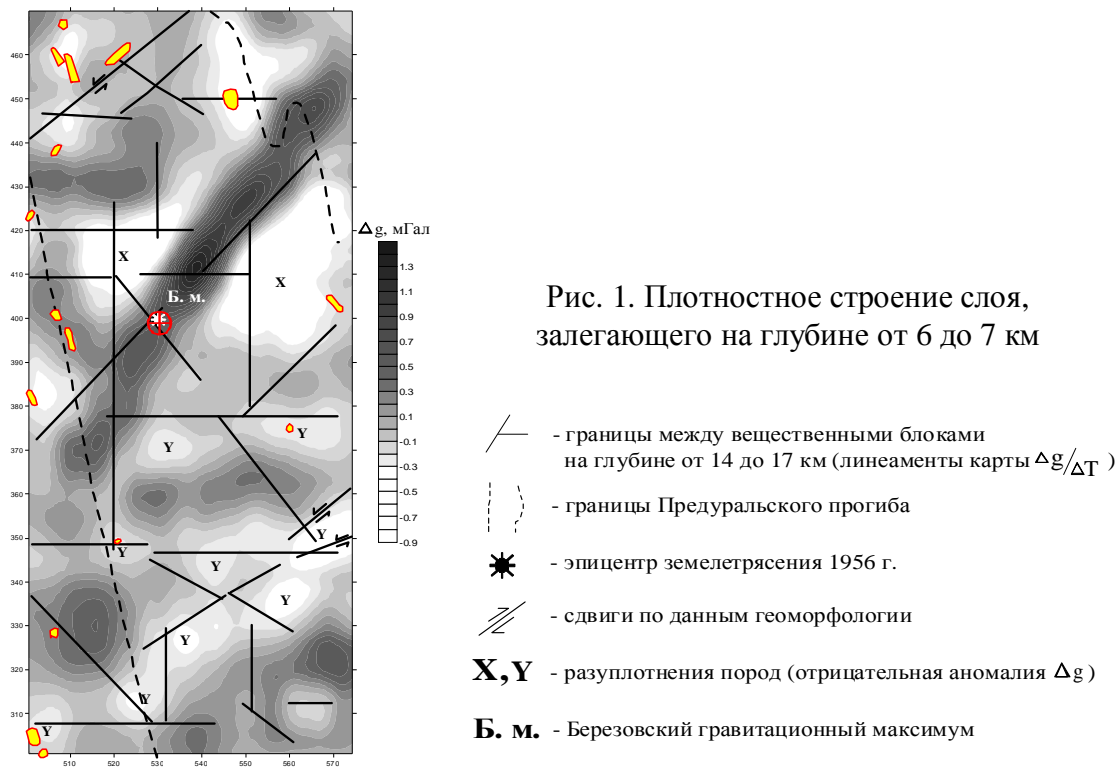 460
450
440
430
420
410
400
390
380
370
360
350
340
330
320
310
510
520
530
540
550
560
570
X
X
Б. м.
Y
Y
Y
Y
Y
Y
Y
Y
Y
Δg, мГал
1.3
1.1
0.9
0.7
0.5
0.3
0.1
-0.1
-0.3
-0.5
-0.7
-0.9
Рис. 1. Плотностное строение слоя,
залегающего на глубине от 6 до 7 км
- границы между вещественными блоками
на глубине от 14 до 17 км (линеаменты карты Δg/ΔT )
- границы Предуральского прогиба
- эпицентр землетрясения 1956 г.
- сдвиги по данным геоморфологии
X,Y - разуплотнения пород (отрицательная аномалия Δg )
Б. м. - Березовский гравитационный максимум